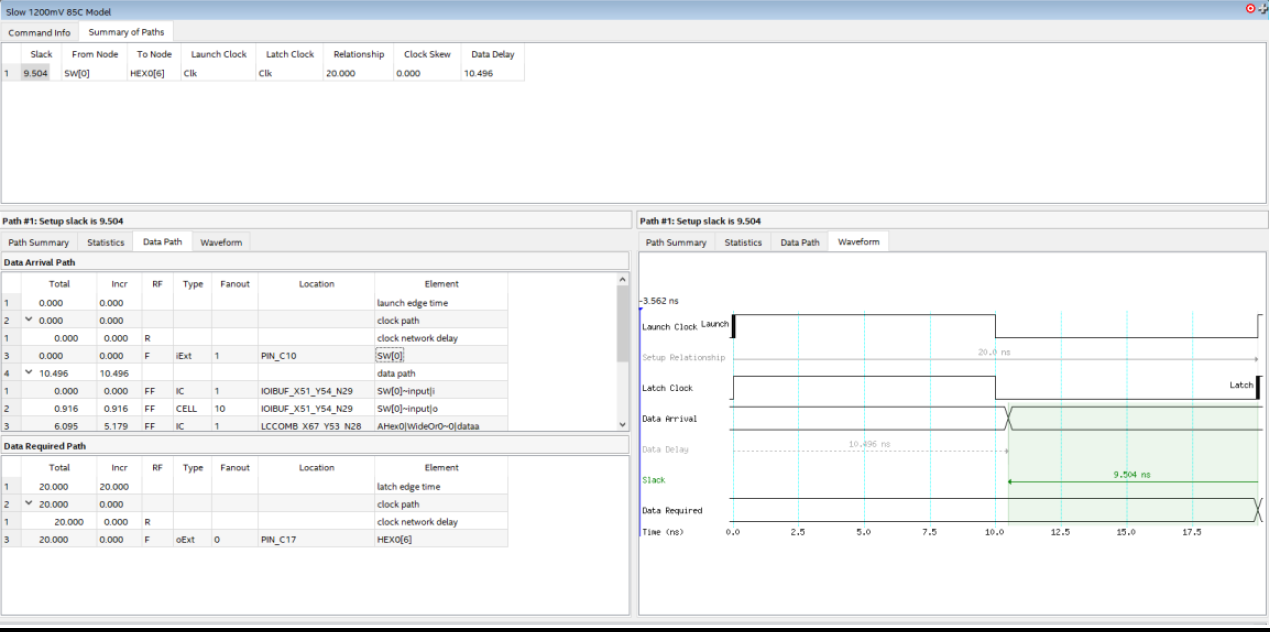 Slow 1200mV 85C Model
Command Info Summary of Paths
Slack From Node To Node Launch Clock Latch Clock Relationship Clock Skew Data Delay
1 9.504 SW[0] HEX0[6] Clk Clk 20.000 0.000 10.496
Path #1: Setup slack is 9.504
Path Summary Statistics Data Path Waveform
Data Arrival Path
Total Incr RF Type Fanout Location Element
1 0.000 0.000 launch edge time
2 0.000 0.000 clock path
1 0.000 0.000 R clock network delay
3 0.000 0.000 F iExt 1 PIN_C10 SW[0]
4 10.496 10.496 data path
1 0.000 0.000 FF IC 1 IOIBUF_X51_Y54_N29 SW[0]~input|i
2 0.916 0.916 FF CELL 10 IOIBUF_X51_Y54_N29 SW[0]~input|o
3 6.095 5.179 FF IC 1 LCCOMB_X67_Y53_N28 AHex0|WideOr0~0|dataa
Data Required Path
Total Incr RF Type Fanout Location Element
1 20.000 20.000 latch edge time
2 20.000 0.000 clock path
1 20.000 0.000 R clock network delay
3 20.000 0.000 F oExt 0 PIN_C17 HEX0[6]
Path #1: Setup slack is 9.504
Path Summary Statistics Data Path Waveform
-3.562 ns
Launch Clock Launch
Setup Relationship 20.0 ns
Latch Clock Latch
Data Arrival
Data Delay 10.496 ns
Slack 9.504 ns
Data Required
Time (ns) 0.0 2.5 5.0 7.5 10.0 12.5 15.0 17.5